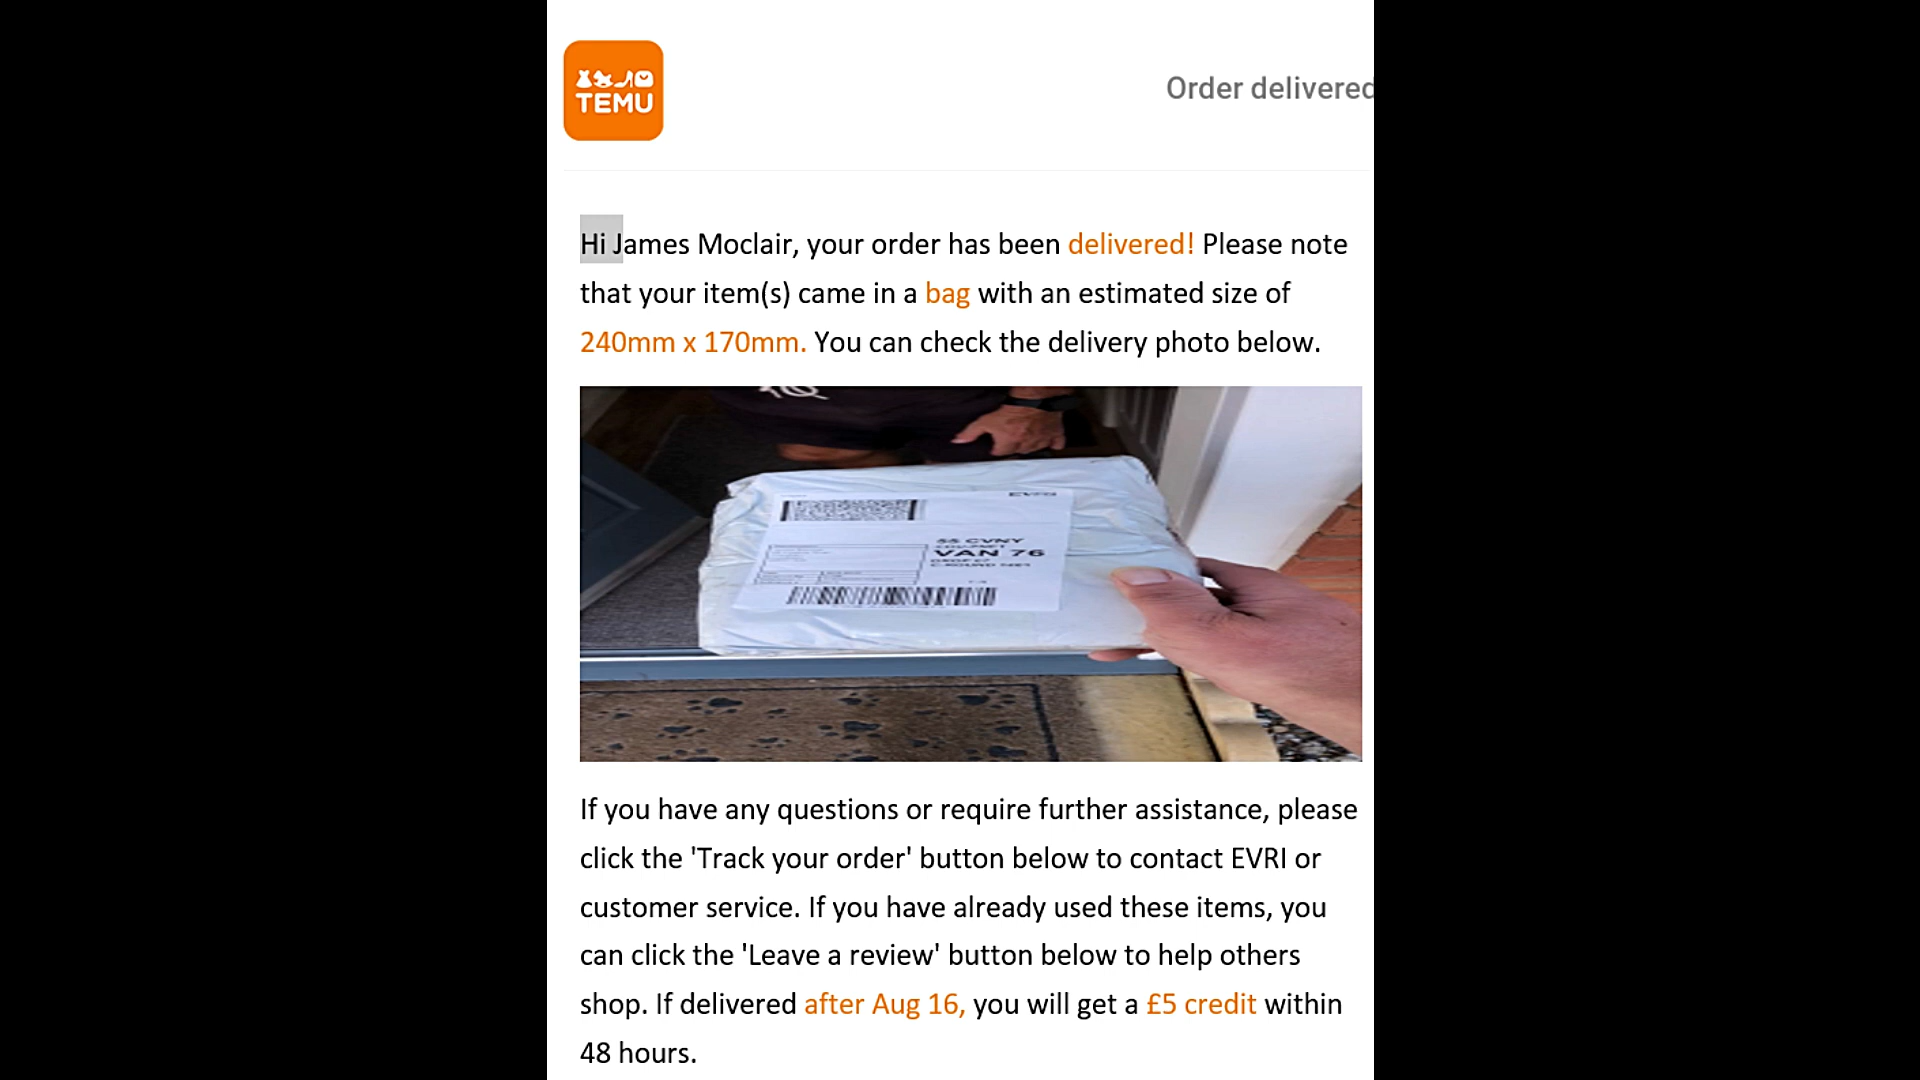 TEMU
Order delivered
Hi James Moclair, your order has been delivered! Please note
that your item(s) came in a bag with an estimated size of
240mm x 170mm. You can check the delivery photo below.
EVRI
VAN 76
If you have any questions or require further assistance, please
click the 'Track your order' button below to contact EVRI or
customer service. If you have already used these items, you
can click the 'Leave a review' button below to help others
shop. If delivered after Aug 16, you will get a £5 credit within
48 hours.